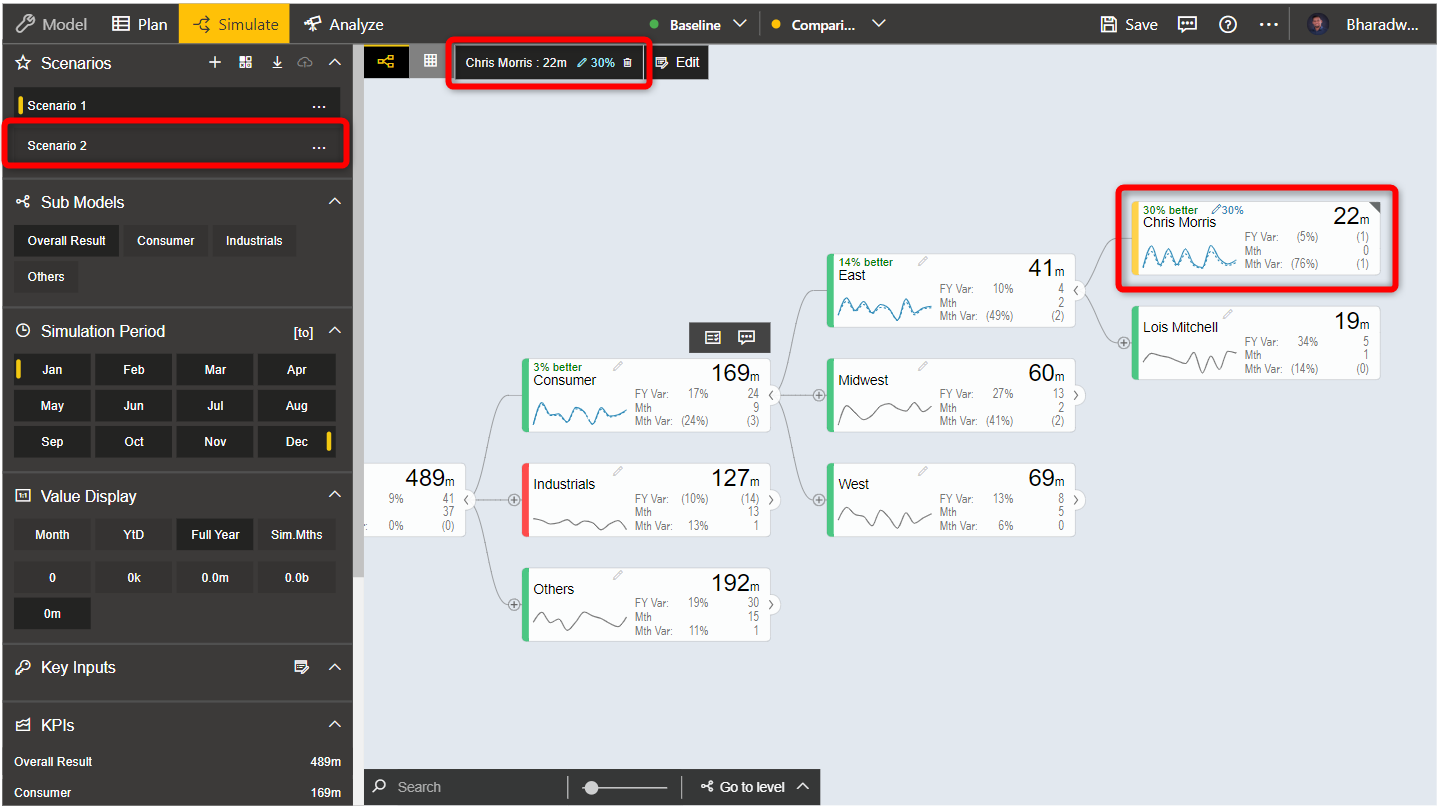 Model Plan Simulate Analyze Baseline Compari... Save Bharadw...
Scenarios
Chris Morris : 22m 30% Edit
Scenario 1 ...
Scenario 2 ...
Sub Models
Overall Result Consumer Industrials
Others
Simulation Period [to]
Jan Feb Mar Apr
May Jun Jul Aug
Sep Oct Nov Dec
Value Display
Month YtD Full Year Sim.Mths
0 0k 0.0m 0.0b
0m
Key Inputs
KPIs
Overall Result 489m
Consumer 169m
489m
9% 41
37
: 0% (0)
3% better
Consumer 169m
FY Var: 17% 24
Mth 9
Mth Var: (24%) (3)
Industrials 127m
FY Var: (10%) (14)
Mth 13
Mth Var: 13% 1
Others 192m
FY Var: 19% 30
Mth 15
Mth Var: 11% 1
14% better
East 41m
FY Var: 10% 4
Mth 2
Mth Var: (49%) (2)
Midwest 60m
FY Var: 27% 13
Mth 2
Mth Var: (41%) (2)
West 69m
FY Var: 13% 8
Mth 5
Mth Var: 6% 0
30% better 30%
Chris Morris 22m
FY Var: (5%) (1)
Mth 0
Mth Var: (76%) (1)
Lois Mitchell 19m
FY Var: 34% 5
Mth 1
Mth Var: (14%) (0)
Search Go to level